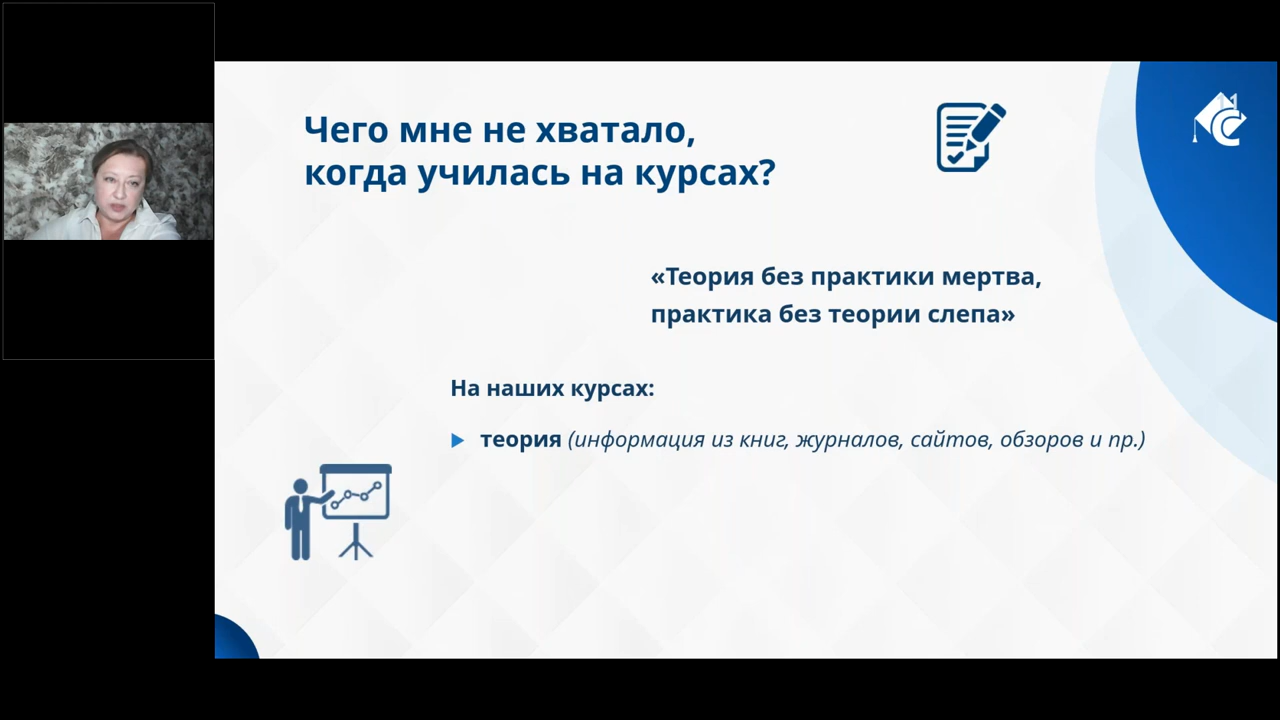 Чего мне не хватало,
когда училась на курсах?
«Теория без практики мертва,
практика без теории слепа»
На наших курсах:
теория (информация из книг, журналов, сайтов, обзоров и пр.)